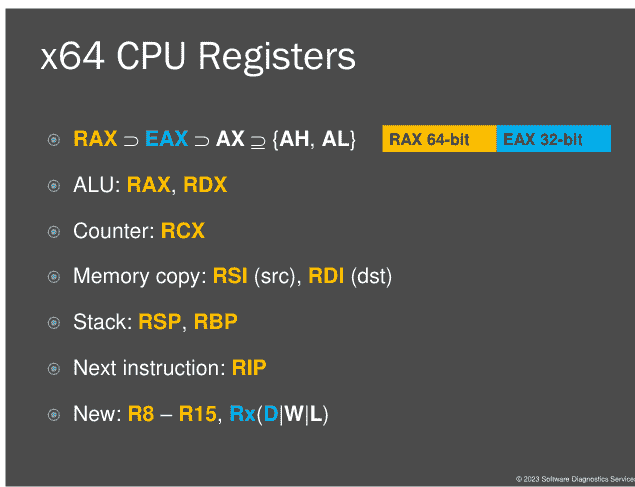 x64 CPU Registers
RAX ⊃ EAX ⊃ AX ⊇ {AH, AL}
RAX 64-bit
EAX 32-bit
ALU: RAX, RDX
Counter: RCX
Memory copy: RSI (src), RDI (dst)
Stack: RSP, RBP
Next instruction: RIP
New: R8 – R15, Rx(D|W|L)
© 2023 Software Diagnostics Service